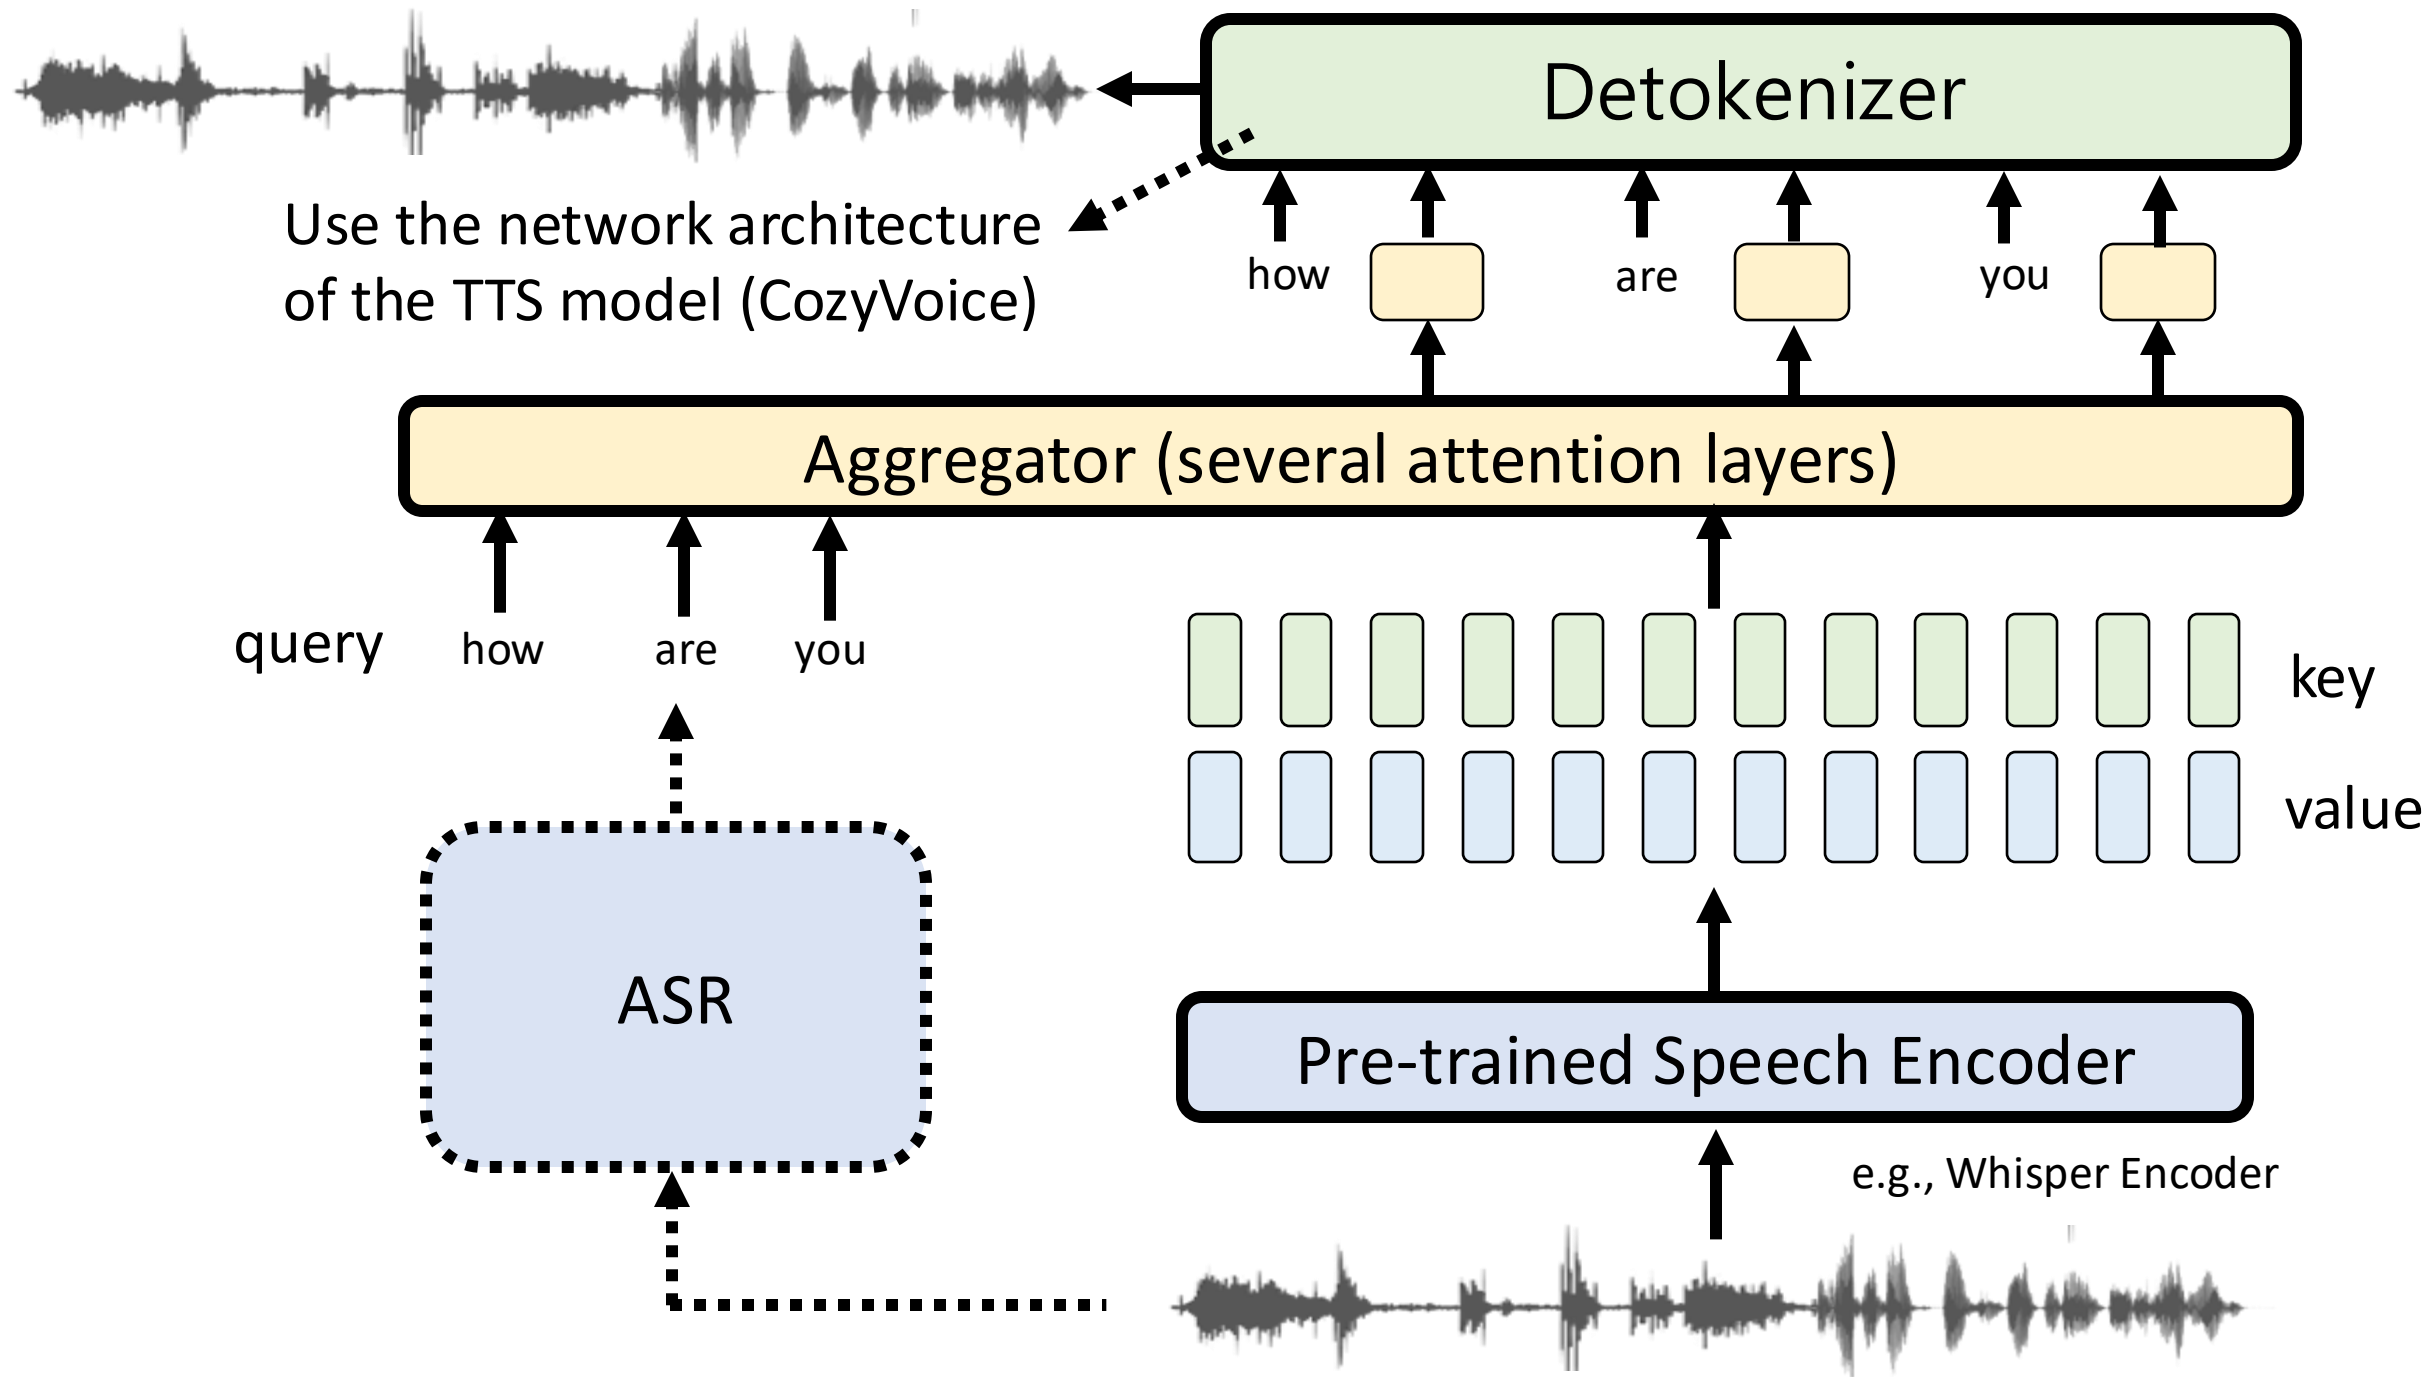 Detokenizer
Use the network architecture
of the TTS model (CozyVoice)
how are you
Aggregator (several attention layers)
query how are you
key
value
ASR
Pre-trained Speech Encoder
e.g., Whisper Encoder